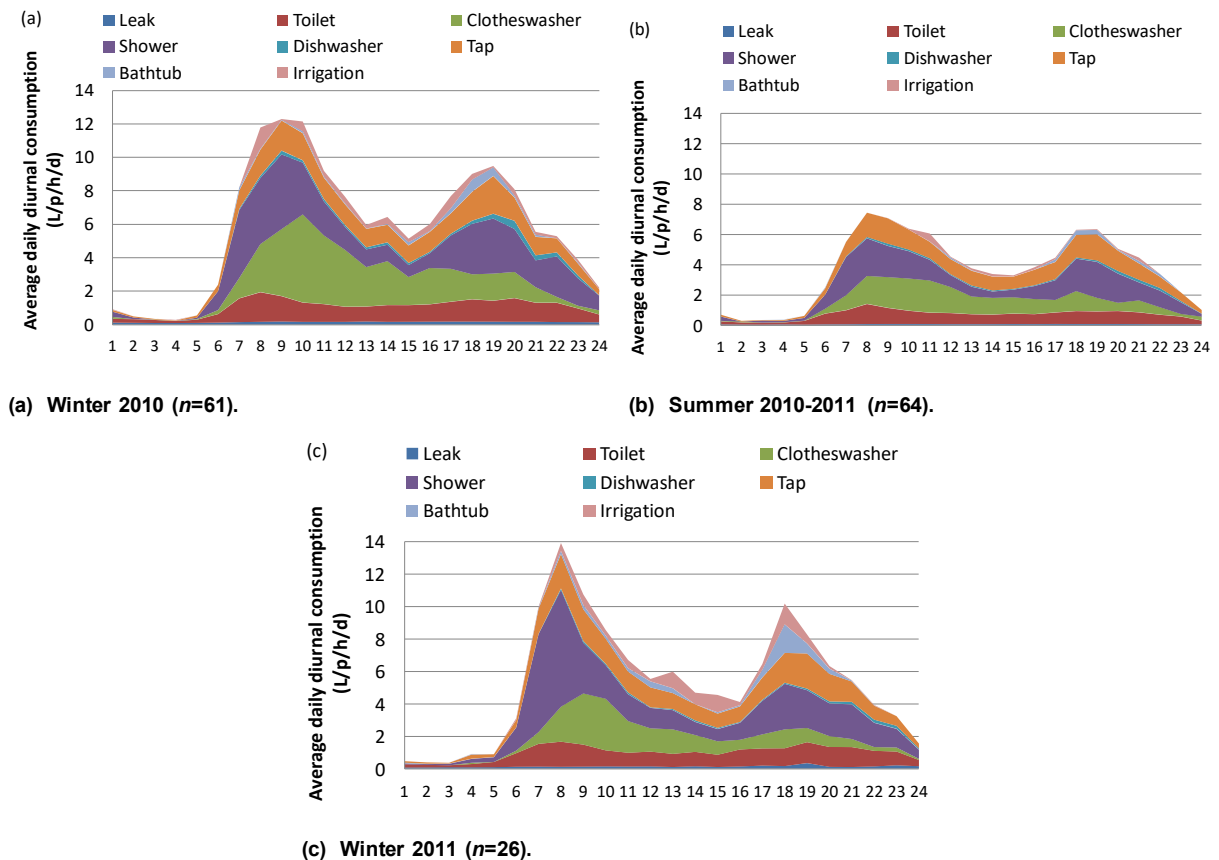 (a)
Leak Toilet Clotheswasher
Shower Dishwasher Tap
Bathtub Irrigation
Average daily diurnal consumption
(L/p/h/d)
14
12
10
8
6
4
2
0
1 2 3 4 5 6 7 8 9 10 11 12 13 14 15 16 17 18 19 20 21 22 23 24
(a) Winter 2010 (n=61).
(b)
Leak Toilet Clotheswasher
Shower Dishwasher Tap
Bathtub Irrigation
Average daily diurnal consumption
(L/p/h/d)
14
12
10
8
6
4
2
0
1 2 3 4 5 6 7 8 9 10 11 12 13 14 15 16 17 18 19 20 21 22 23 24
(b) Summer 2010-2011 (n=64).
(c)
Leak Toilet Clotheswasher
Shower Dishwasher Tap
Bathtub Irrigation
Average daily diurnal consumption
(L/p/h/d)
14
12
10
8
6
4
2
0
1 2 3 4 5 6 7 8 9 10 11 12 13 14 15 16 17 18 19 20 21 22 23 24
(c) Winter 2011 (n=26).